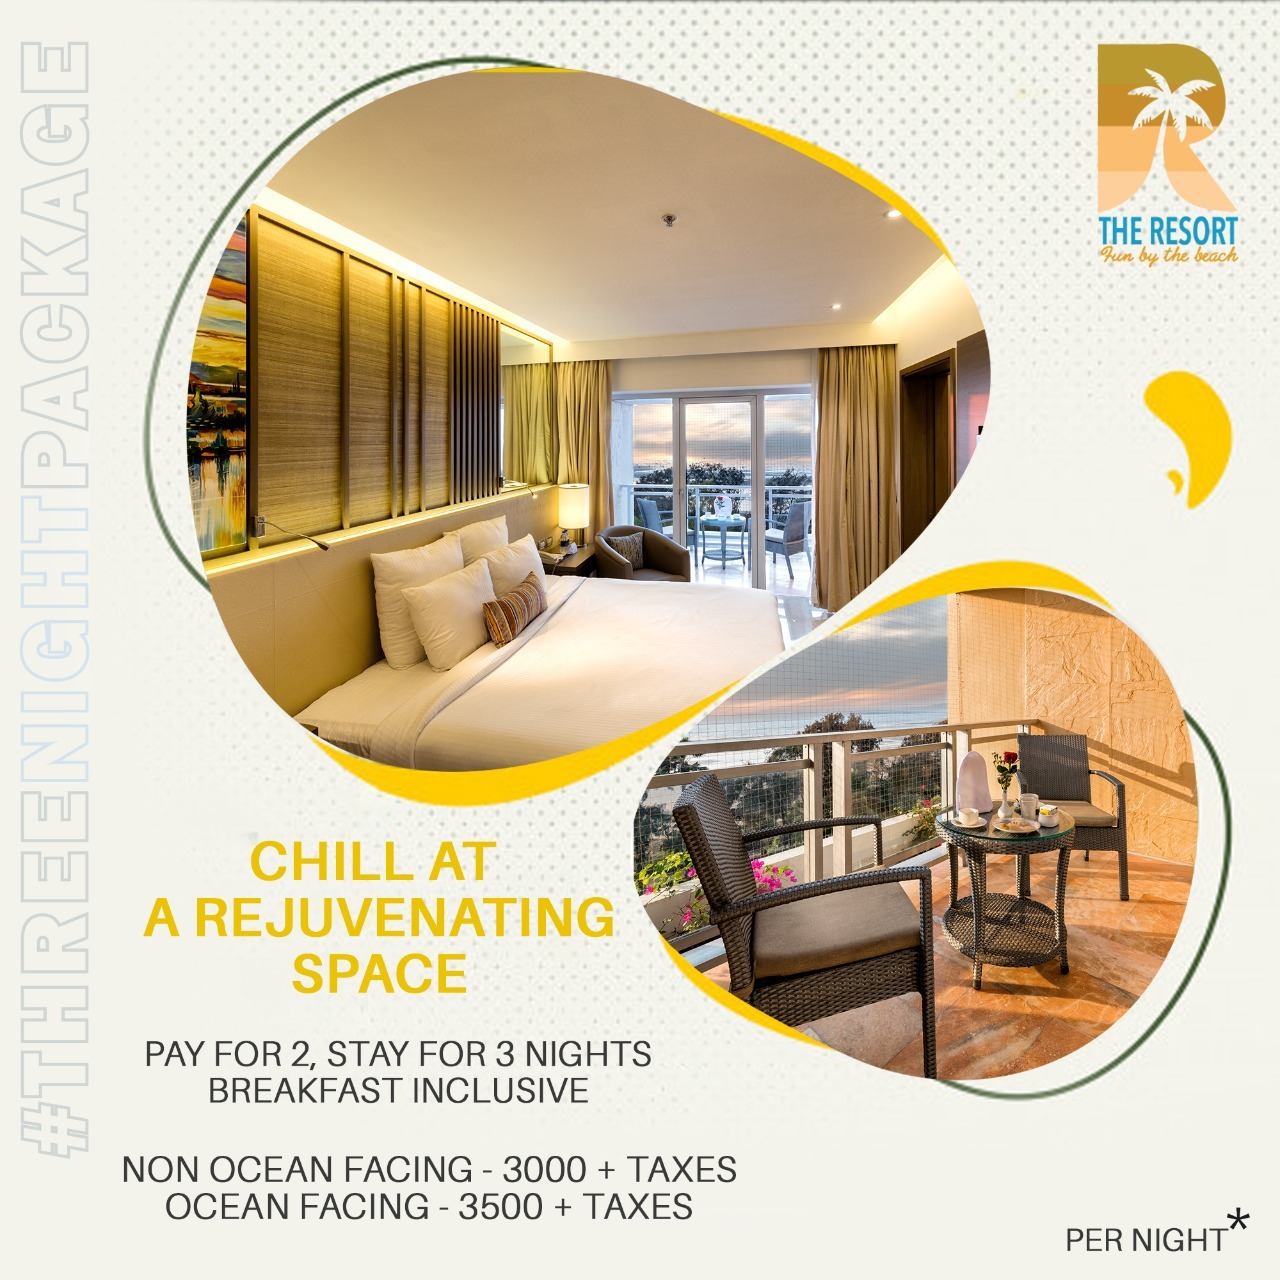 #THREENIGHTPACKAGE
THE RESORT
Fun by the beach
CHILL AT
A REJUVENATING
SPACE
PAY FOR 2, STAY FOR 3 NIGHTS
BREAKFAST INCLUSIVE
NON OCEAN FACING - 3000 + TAXES
OCEAN FACING - 3500 + TAXES
PER NIGHT*